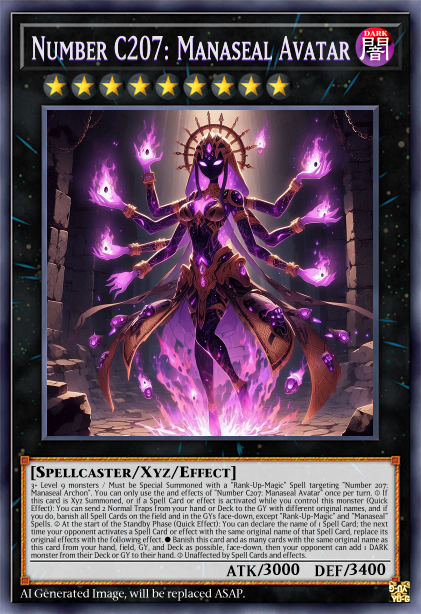 NUMBER C207: MANASEAL AVATAR
DARK
闇
[SPELLCASTER/XYZ/EFFECT]
3+ Level 9 monsters / Must be Special Summoned with a "Rank-Up-Magic" Spell targeting "Number 207:
Manaseal Archon". You can only use the and effects of "Number C207: Manaseal Avatar" once per turn. ① If
this card is Xyz Summoned, or if a Spell Card or effect is activated while you control this monster (Quick
Effect): You can send 2 Normal Traps from your hand or Deck to the GY with different original names, and if
you do, banish all Spell Cards on the field and in the GYs face-down, except "Rank-Up-Magic" and "Manaseal"
Spells. ② At the start of the Standby Phase (Quick Effect): You can declare the name of 1 Spell Card; the next
time your opponent activates a Spell Card or effect with the same original name of that Spell Card, replace its
original effects with the following effect. ● Banish this card and as many cards with the same original name as
this card from your hand, field, GY, and Deck as possible, face-down, then your opponent can add 1 DARK
monster from their Deck or GY to their hand. ③ Unaffected by Spell Cards and effects.
ATK/3000 DEF/3400
AI Generated Image, will be replaced ASAP.